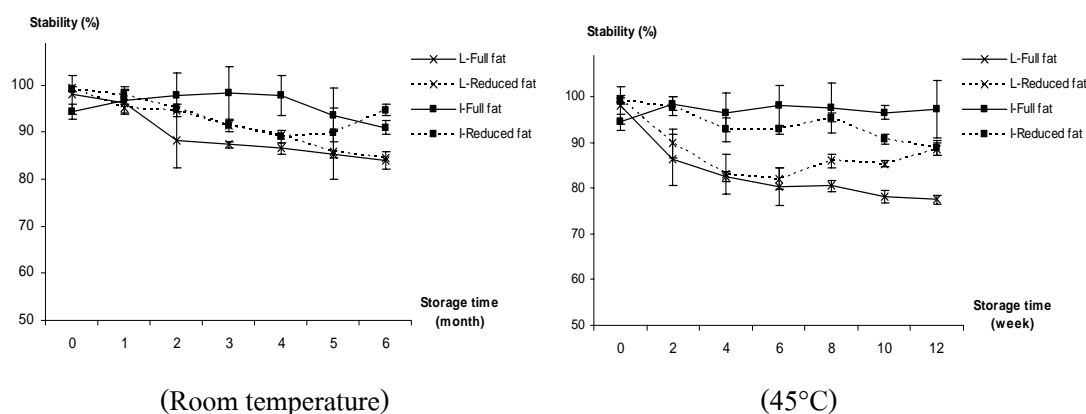 Stability (%)
100
90
80
70
60
50
0 1 2 3 4 5 6
Storage time
(month)
L-Full fat
L-Reduced fat
I-Full fat
I-Reduced fat
(Room temperature)
Stability (%)
100
90
80
70
60
50
0 2 4 6 8 10 12
Storage time
(week)
L-Full fat
L-Reduced fat
I-Full fat
I-Reduced fat
(45°C)